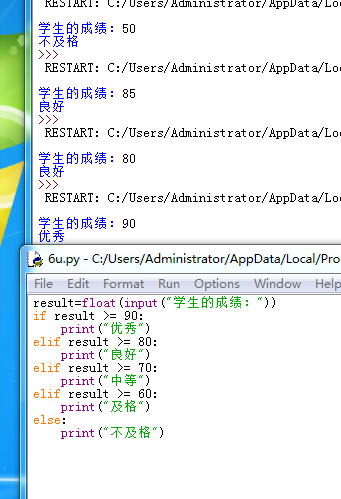 RESTART: C:/Users/Administrator/AppData/Loc
学生的成绩：50
不及格
>>>
RESTART: C:/Users/Administrator/AppData/Loc
学生的成绩：85
良好
>>>
RESTART: C:/Users/Administrator/AppData/Loc
学生的成绩：80
良好
>>>
RESTART: C:/Users/Administrator/AppData/Loc
学生的成绩：90
优秀
6u.py - C:/Users/Administrator/AppData/Local/Pro
File Edit Format Run Options Window Help
result=float(input("学生的成绩："))
if result >= 90:
    print("优秀")
elif result >= 80:
    print("良好")
elif result >= 70:
    print("中等")
elif result >= 60:
    print("及格")
else:
    print("不及格")